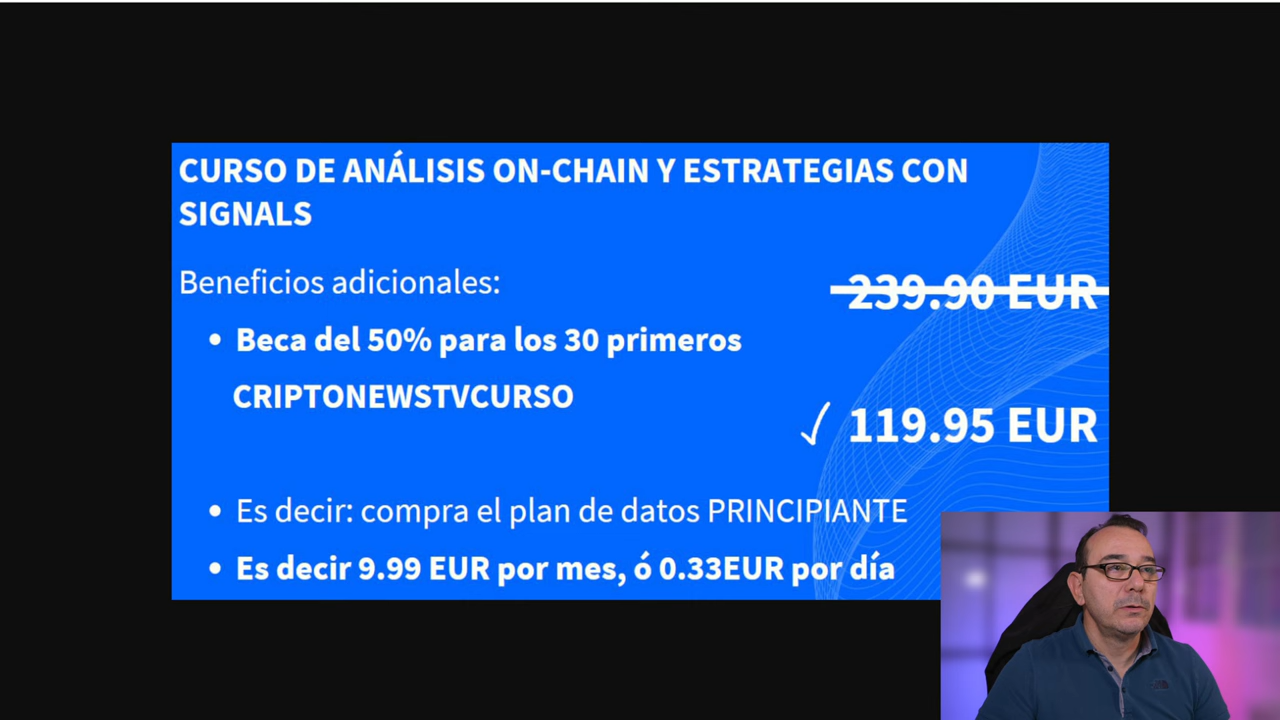 CURSO DE ANÁLISIS ON-CHAIN Y ESTRATEGIAS CON
SIGNALS
Beneficios adicionales:
239.90 EUR
• Beca del 50% para los 30 primeros
CRIPTONEWSTVCURSO
119.95 EUR
• Es decir: compra el plan de datos PRINCIPIANTE
• Es decir 9.99 EUR por mes, ó 0.33EUR por día